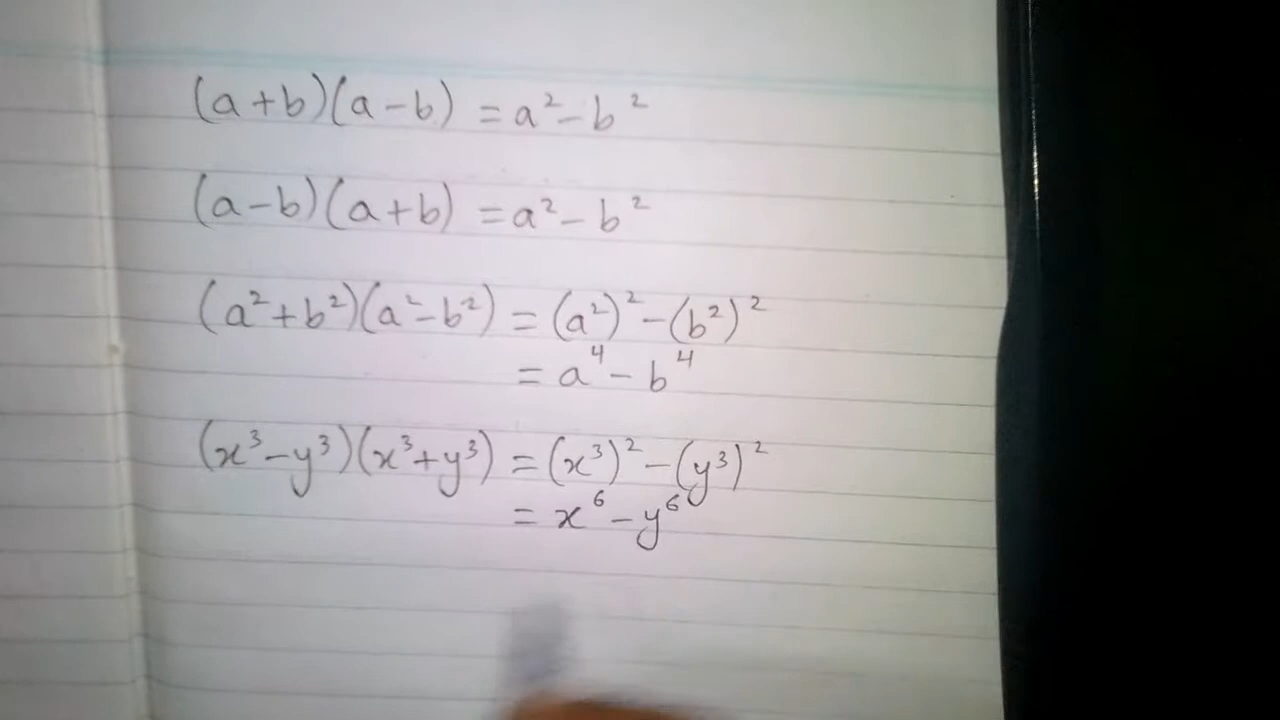 (a+b)(a-b) = a² - b²
(a-b)(a+b) = a² - b²
(a²+b²)(a²-b²) = (a²)² - (b²)²
= a⁴ - b⁴
(x³-y³)(x³+y³) = (x³)² - (y³)²
= x⁶ - y⁶